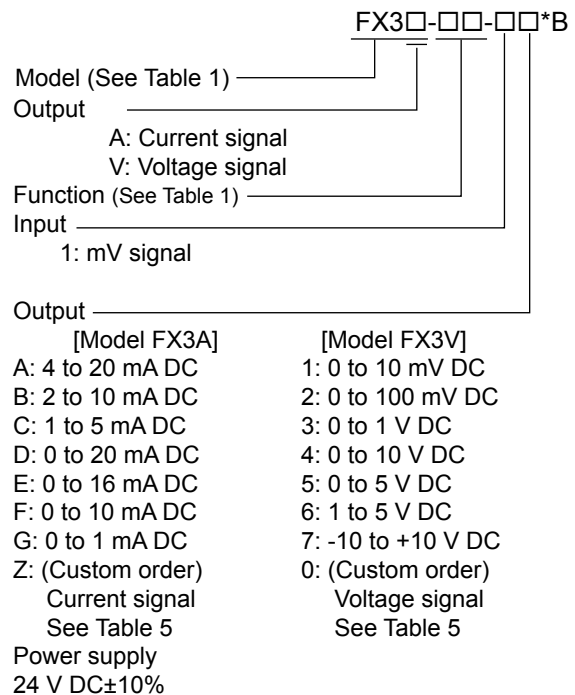 FX3□-□□-□□*B
Model (See Table 1)
Output
A: Current signal
V: Voltage signal
Function (See Table 1)
Input
1: mV signal
Output
[Model FX3A] [Model FX3V]
A: 4 to 20 mA DC 1: 0 to 10 mV DC
B: 2 to 10 mA DC 2: 0 to 100 mV DC
C: 1 to 5 mA DC 3: 0 to 1 V DC
D: 0 to 20 mA DC 4: 0 to 10 V DC
E: 0 to 16 mA DC 5: 0 to 5 V DC
F: 0 to 10 mA DC 6: 1 to 5 V DC
G: 0 to 1 mA DC 7: -10 to +10 V DC
Z: (Custom order) 0: (Custom order)
Current signal Voltage signal
See Table 5 See Table 5
Power supply
24 V DC±10%